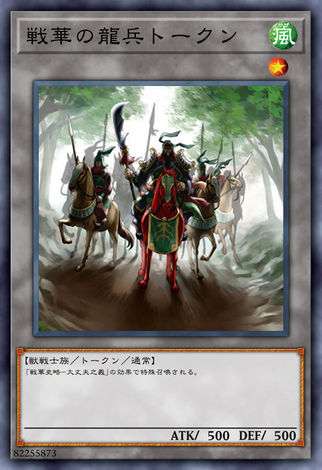 戦華の龍兵トークン
風
【獣戦士族／トークン／通常】
「戦華史略－大丈夫之義」の効果で特殊召喚される。
ATK/ 500 DEF/ 500
82255873